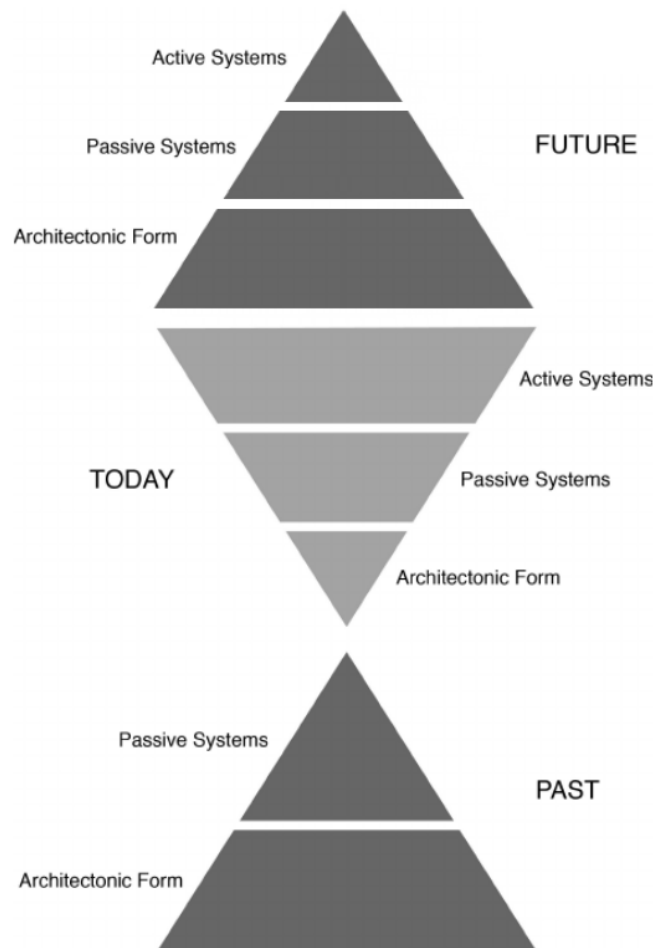 Active Systems
Passive Systems
FUTURE
Architectonic Form
Active Systems
TODAY
Passive Systems
Architectonic Form
Passive Systems
PAST
Architectonic Form